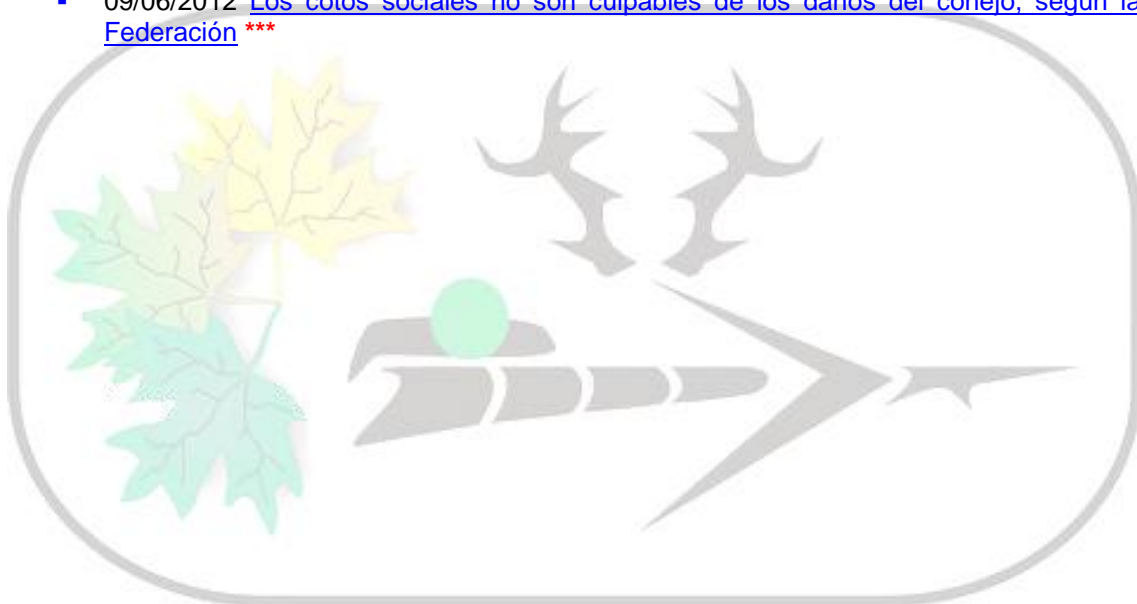 ▪ 09/06/2012 Los cotos sociales no son culpables de los daños del conejo, según la
Federación ***